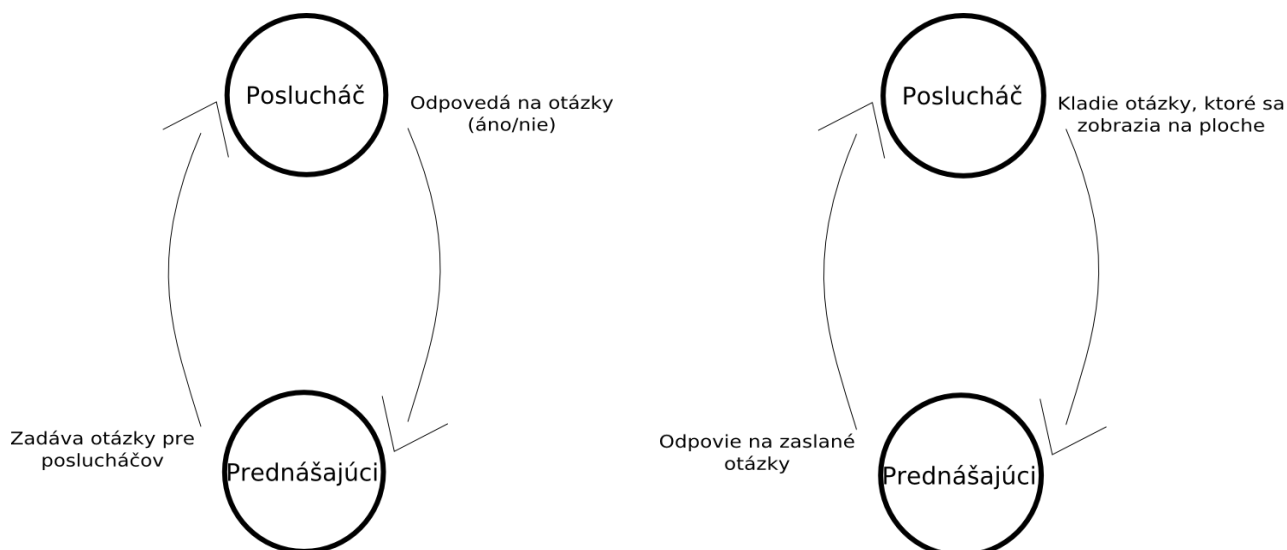 Poslucháč
Odpovedá na otázky
(áno/nie)
Zadáva otázky pre
poslucháčov
Prednášajúci
Poslucháč
Kladie otázky, ktoré sa
zobrazia na ploche
Odpovie na zaslané
otázky
Prednášajúci